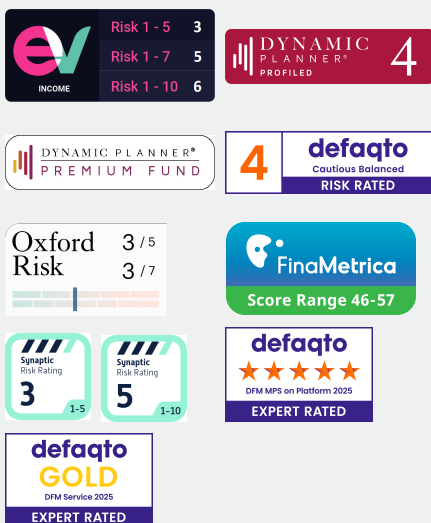 ev
INCOME
Risk 1 - 5 3
Risk 1 - 7 5
Risk 1 - 10 6
DYNAMIC
PLANNER®
PROFILED
4
DYNAMIC PLANNER®
PREMIUM FUND
4
defaqto
Cautious Balanced
RISK RATED
Oxford
Risk
3 / 5
3 / 7
FinaMetrica
Score Range 46-57
Synaptic
Risk Rating
3
1-5
Synaptic
Risk Rating
5
1-10
defaqto
DFM MPS on Platform 2025
EXPERT RATED
defaqto
GOLD
DFM Service 2025
EXPERT RATED